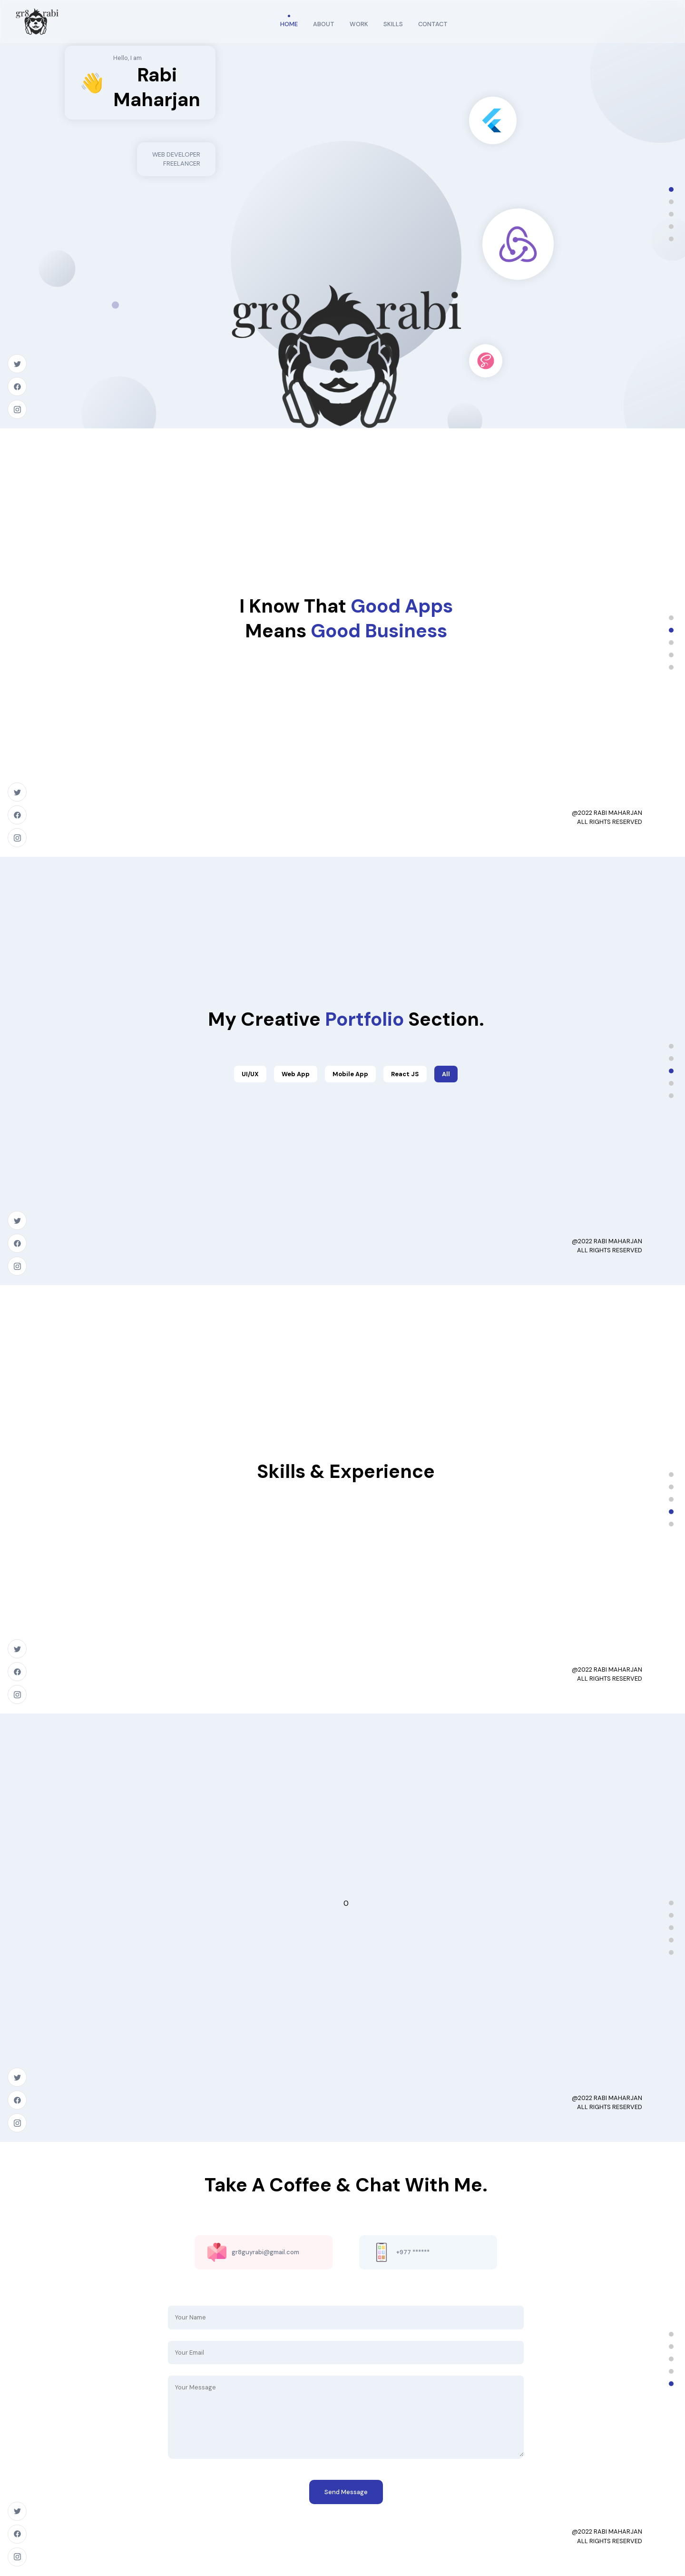 gr8 rabi
HOME
ABOUT
WORK
SKILLS
CONTACT
Hello, I am
Rabi
Maharjan
WEB DEVELOPER
FREELANCER
gr8 rabi
I Know That Good Apps
Means Good Business
@2022 RABI MAHARJAN
ALL RIGHTS RESERVED
My Creative Portfolio Section.
UI/UX
Web App
Mobile App
React JS
All
@2022 RABI MAHARJAN
ALL RIGHTS RESERVED
Skills & Experience
@2022 RABI MAHARJAN
ALL RIGHTS RESERVED
0
@2022 RABI MAHARJAN
ALL RIGHTS RESERVED
Take A Coffee & Chat With Me.
gr8guyrabi@gmail.com
+977 ******
Your Name
Your Email
Your Message
Send Message
@2022 RABI MAHARJAN
ALL RIGHTS RESERVED